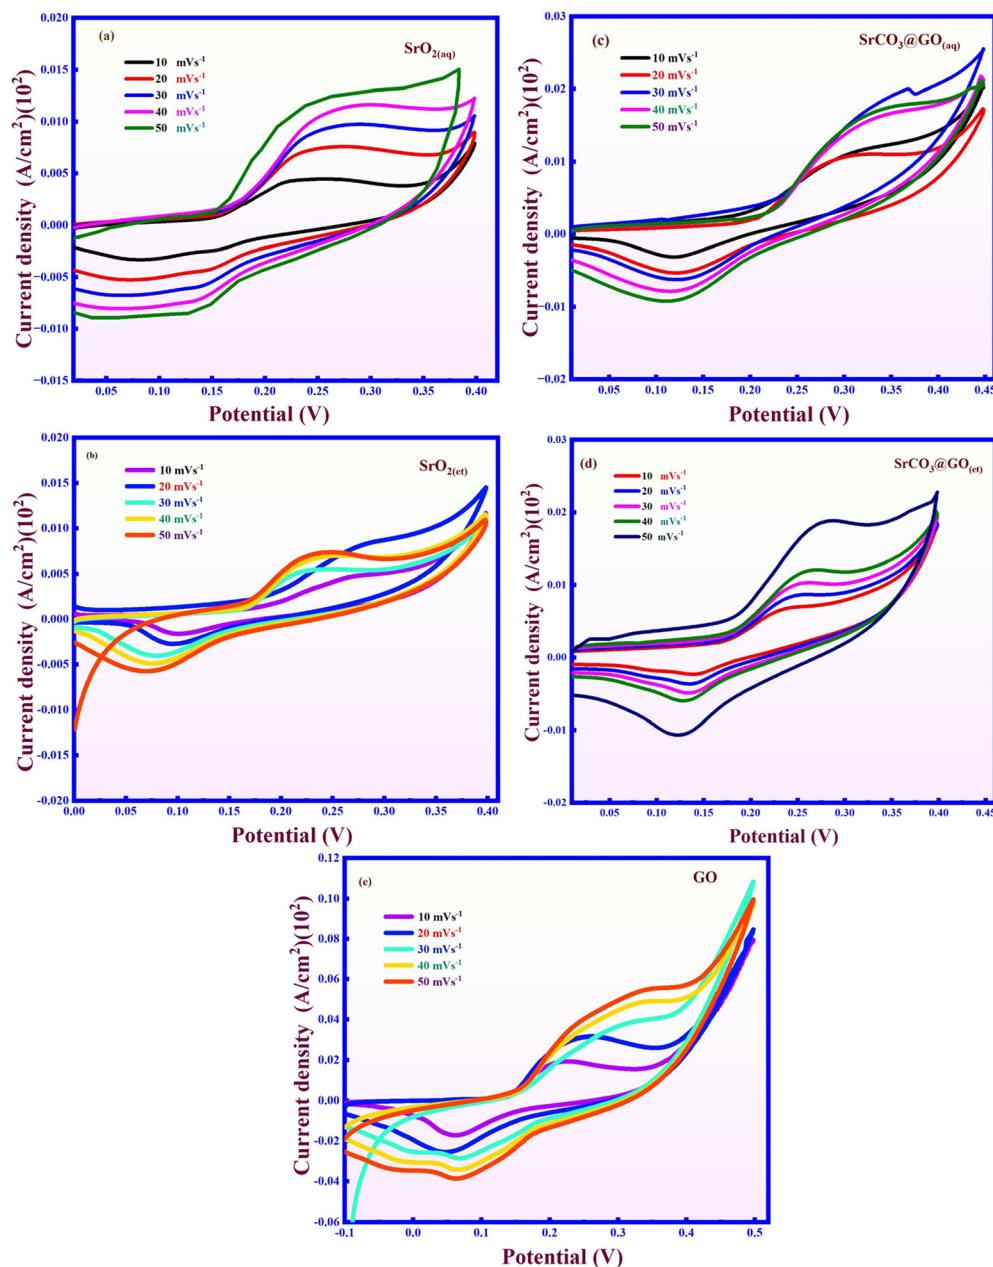 (a)
SrO₂₍aq₎
10 mVs⁻¹
20 mVs⁻¹
30 mVs⁻¹
40 mVs⁻¹
50 mVs⁻¹
0.020
0.015
0.010
0.005
0.000
−0.005
−0.010
−0.015
Current density (A/cm²)(10²)
0.05 0.10 0.15 0.20 0.25 0.30 0.35 0.40
Potential (V)
(c)
SrCO₃@GO₍aq₎
10 mVs⁻¹
20 mVs⁻¹
30 mVs⁻¹
40 mVs⁻¹
50 mVs⁻¹
0.03
0.02
0.01
0.00
−0.01
−0.02
Current density (A/cm²)(10²)
0.05 0.10 0.15 0.20 0.25 0.30 0.35 0.40 0.45
Potential (V)
(b)
SrO₂₍et₎
10 mVs⁻¹
20 mVs⁻¹
30 mVs⁻¹
40 mVs⁻¹
50 mVs⁻¹
0.020
0.015
0.010
0.005
0.000
-0.005
-0.010
-0.015
-0.020
Current density (A/cm²)(10²)
0.00 0.05 0.10 0.15 0.20 0.25 0.30 0.35 0.40
Potential (V)
(d)
SrCO₃@GO₍et₎
10 mVs⁻¹
20 mVs⁻¹
30 mVs⁻¹
40 mVs⁻¹
50 mVs⁻¹
0.03
0.02
0.01
0.00
-0.01
-0.02
Current density (A/cm²)(10²)
0.05 0.10 0.15 0.20 0.25 0.30 0.35 0.40 0.45
Potential (V)
(e)
GO
10 mVs⁻¹
20 mVs⁻¹
30 mVs⁻¹
40 mVs⁻¹
50 mVs⁻¹
0.12
0.10
0.08
0.06
0.04
0.02
0.00
-0.02
-0.04
-0.06
Current density (A/cm²)(10²)
-0.1 0.0 0.1 0.2 0.3 0.4 0.5
Potential (V)